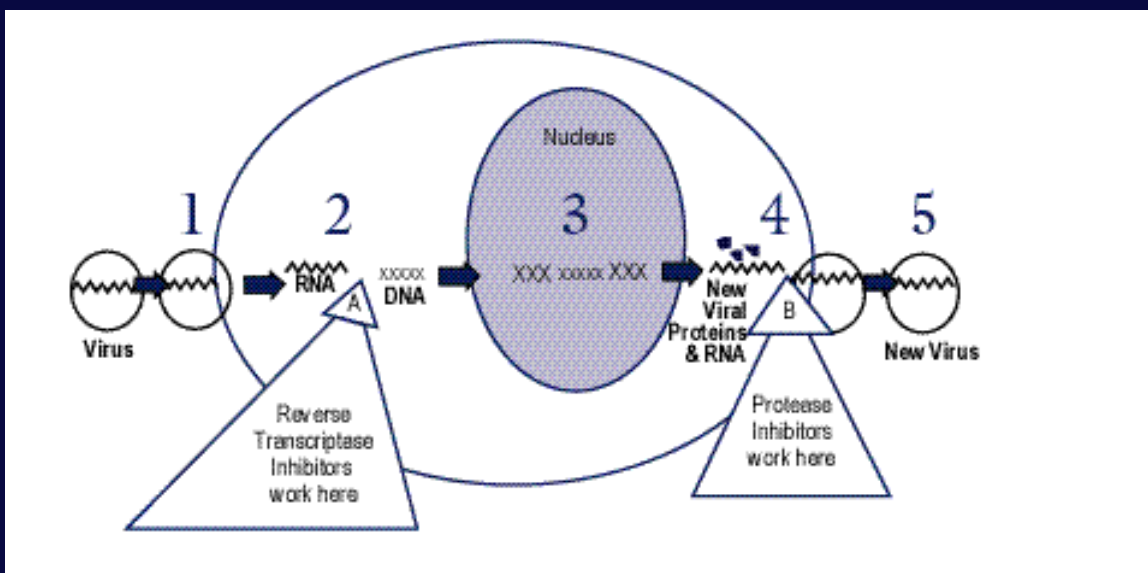 Nucleus
1
2
3
4
5
RNA
xxxxx
DNA
XXX xxxxx XXX
New
Viral
Proteins
& RNA
A
B
Virus
New Virus
Reverse
Transcriptase
Inhibitors
work here
Protease
Inhibitors
work here